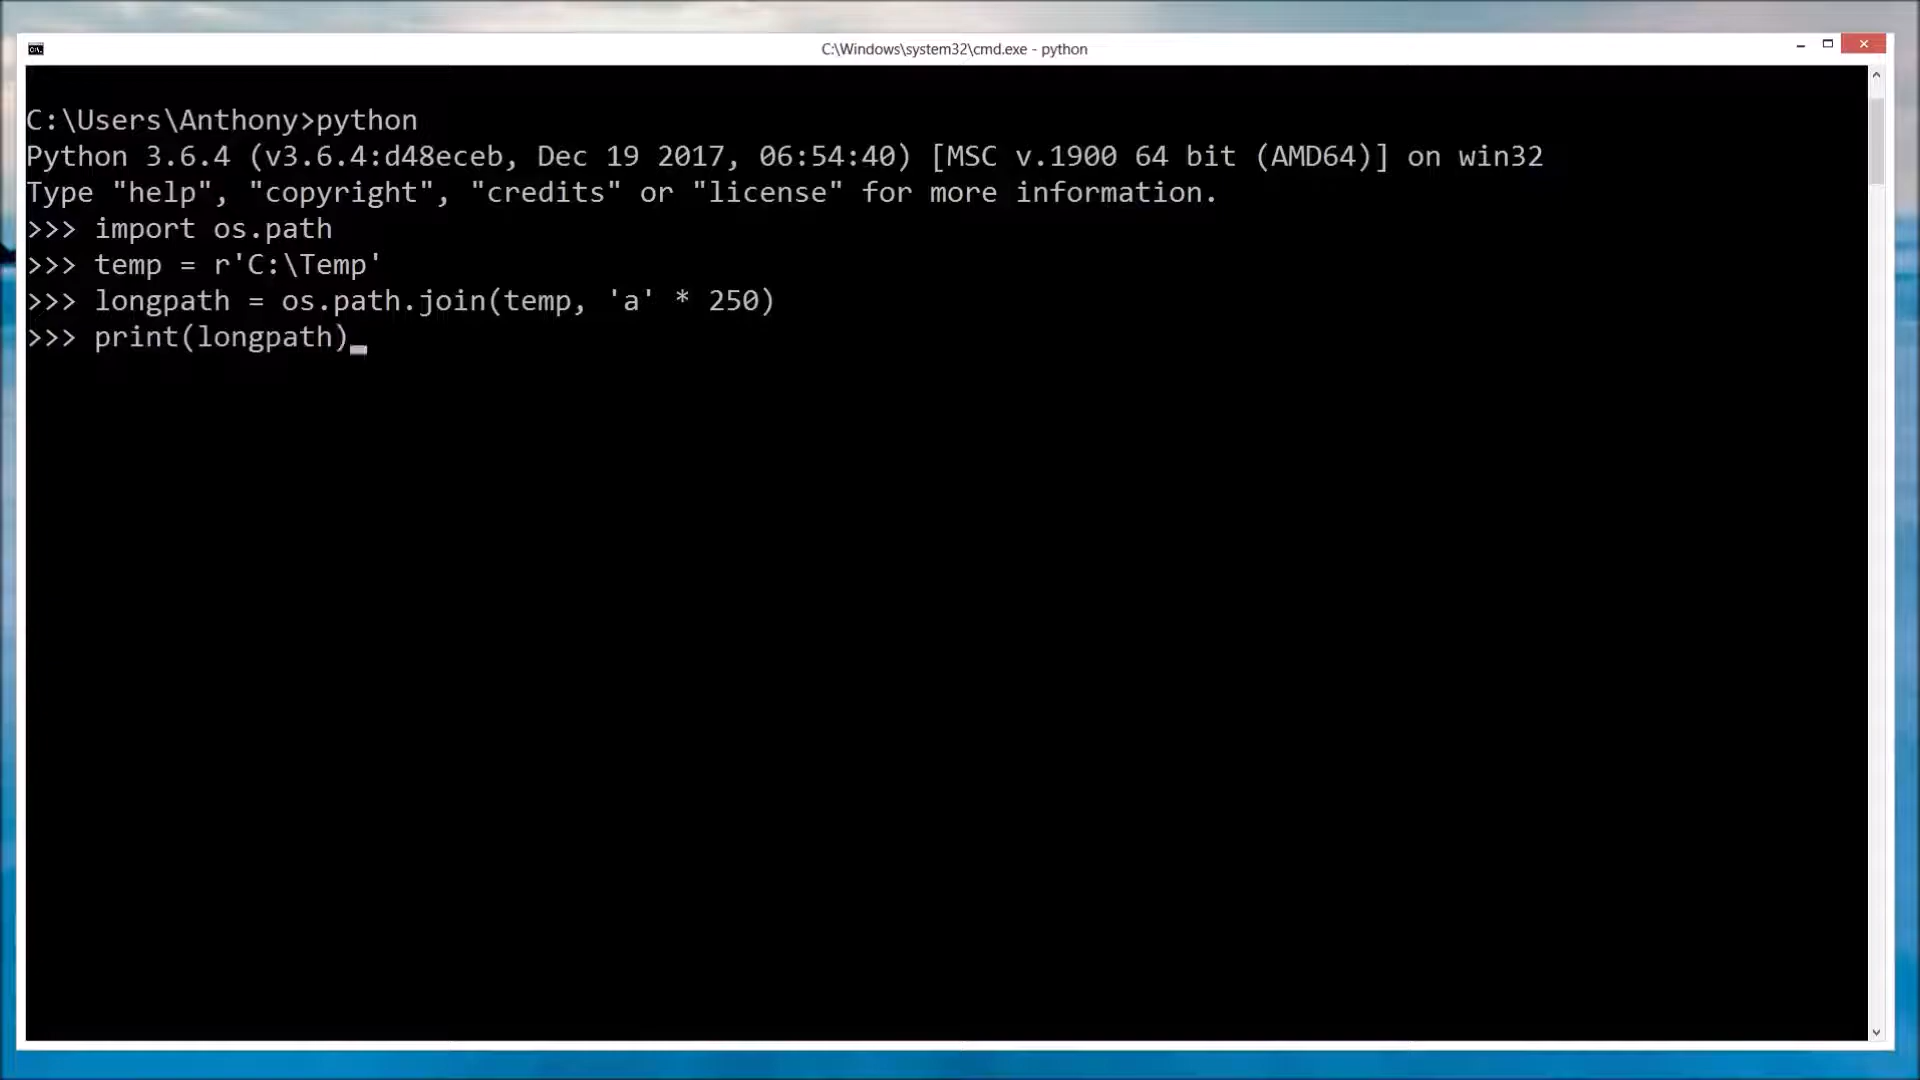 C:\Windows\system32\cmd.exe - python
C:\Users\Anthony>python
Python 3.6.4 (v3.6.4:d48eceb, Dec 19 2017, 06:54:40) [MSC v.1900 64 bit (AMD64)] on win32
Type "help", "copyright", "credits" or "license" for more information.
>>> import os.path
>>> temp = r'C:\Temp'
>>> longpath = os.path.join(temp, 'a' * 250)
>>> print(longpath)